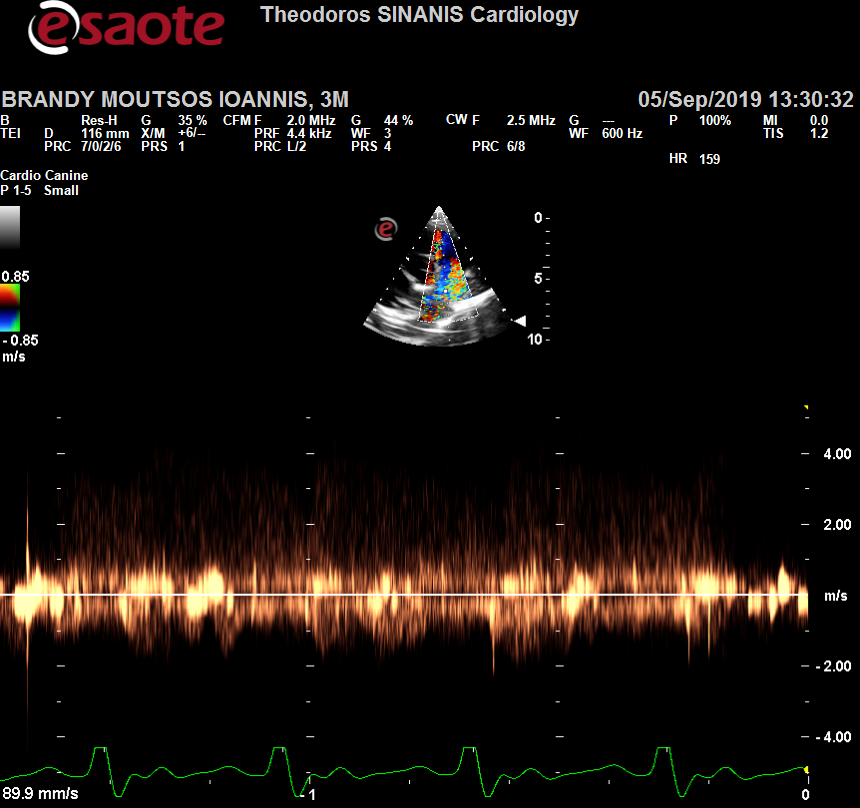 esaote
Theodoros SINANIS Cardiology
BRANDY MOUTSOS IOANNIS, 3M 05/Sep/2019 13:30:32
B Res-H G 35 % CFM F 2.0 MHz G 44 % CW F 2.5 MHz G --- P 100% MI 0.0
TEI D 116 mm X/M +6/-- PRF 4.4 kHz WF 3 WF 600 Hz TIS 1.2
PRC 7/0/2/6 PRS 1 PRC L/2 PRS 4 PRC 6/8
HR 159
Cardio Canine
P 1-5 Small
e
0
5
10
0.85
-0.85
m/s
4.00
2.00
m/s
-2.00
-4.00
89.9 mm/s
-1
0